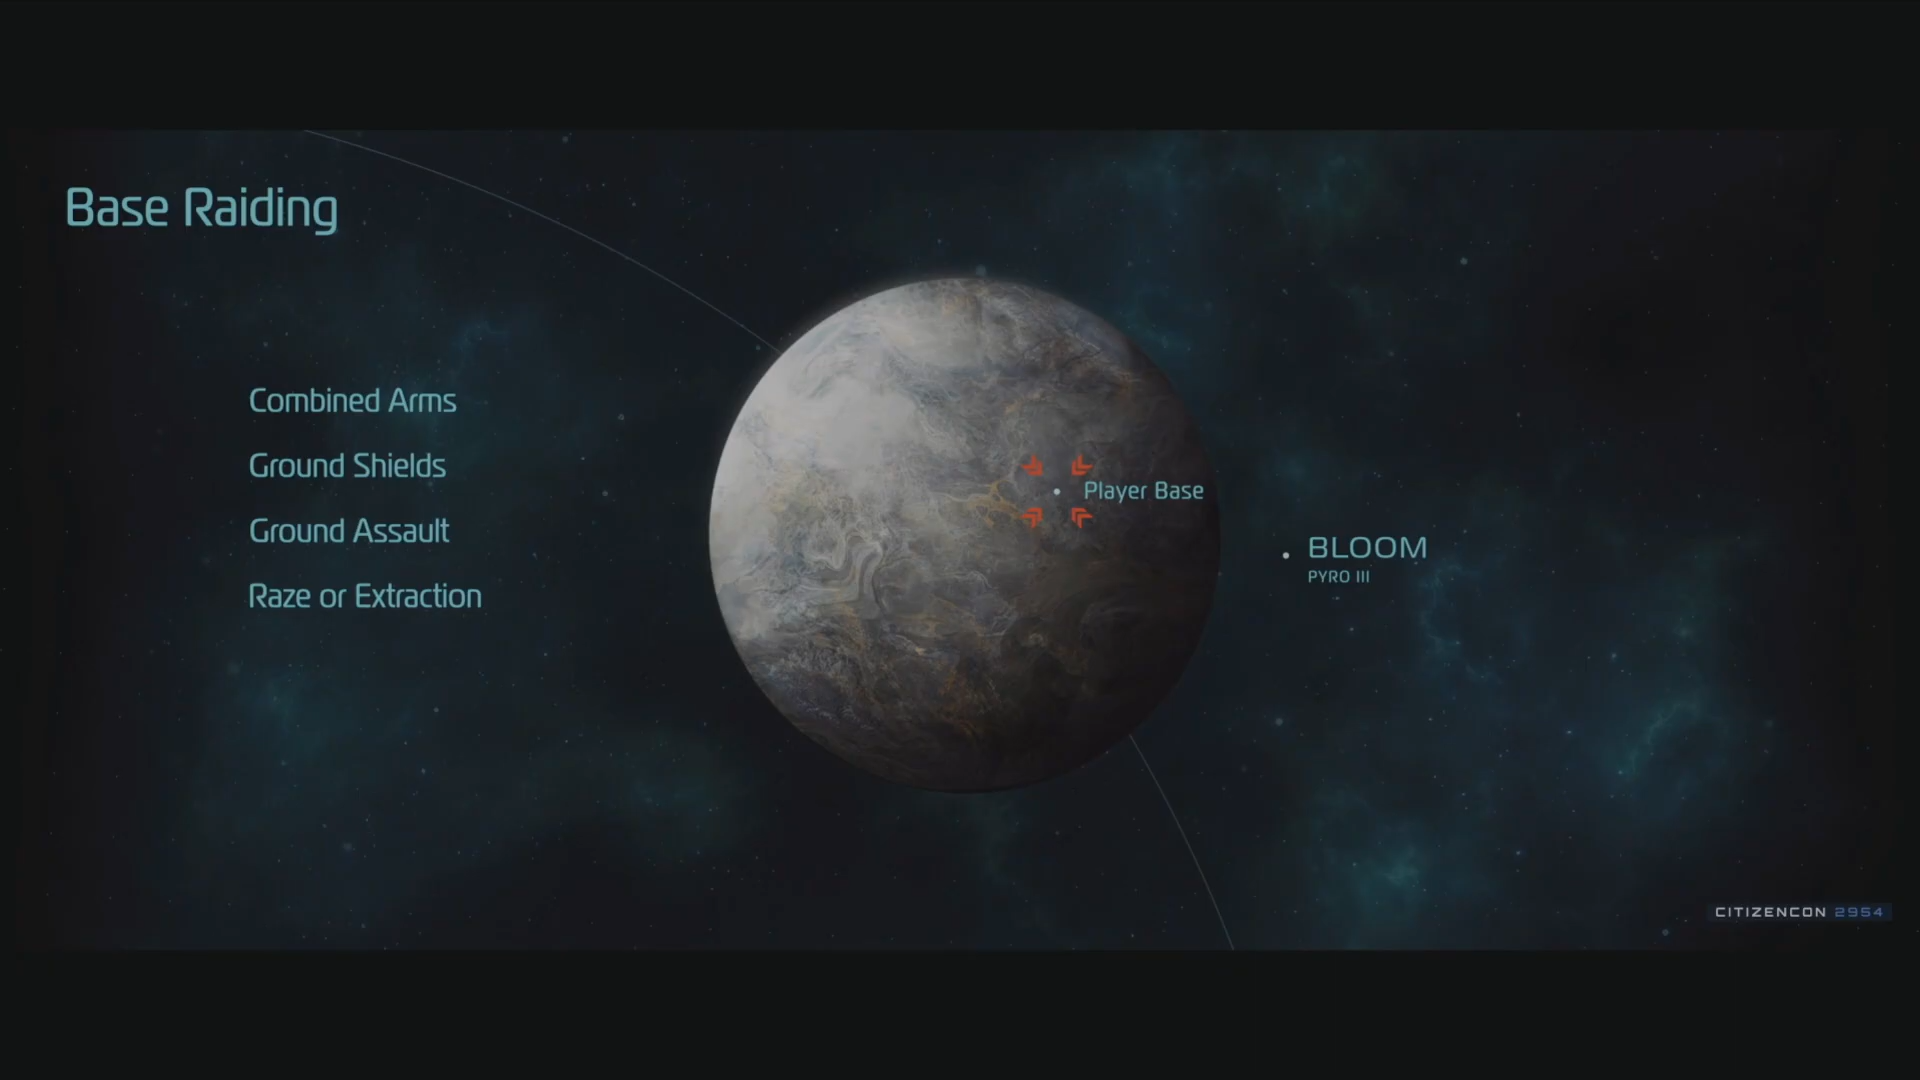 Base Raiding
Combined Arms
Ground Shields
Ground Assault
Raze or Extraction
Player Base
BLOOM
PYRO III
CITIZENCON 2954